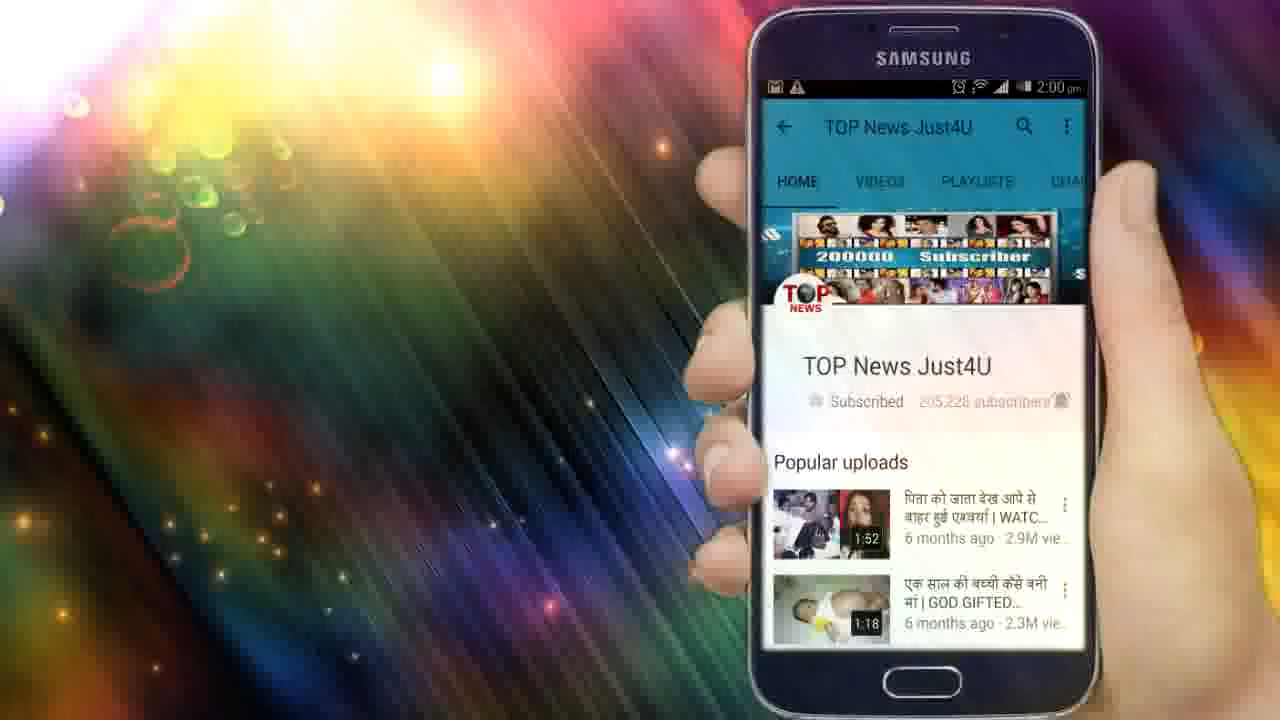 SAMSUNG
2:00 pm
TOP News Just4U
HOME VIDEOS PLAYLISTS CHA
200000 Subscriber
TOP
NEWS
TOP News Just4U
Subscribed 205,228 subscribers
Popular uploads
पिता को जाता देख आपे से
बाहर हुई एश्वर्या | WATC...
6 months ago · 2.9M vie...
1:52
एक साल की बच्ची कैसे बनी
माँ | GOD GIFTED...
6 months ago · 2.3M vie...
1:18